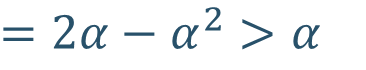 = 2α − α² > α